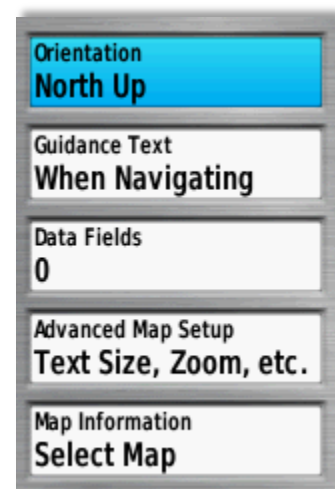 Orientation
North Up
Guidance Text
When Navigating
Data Fields
0
Advanced Map Setup
Text Size, Zoom, etc.
Map Information
Select Map